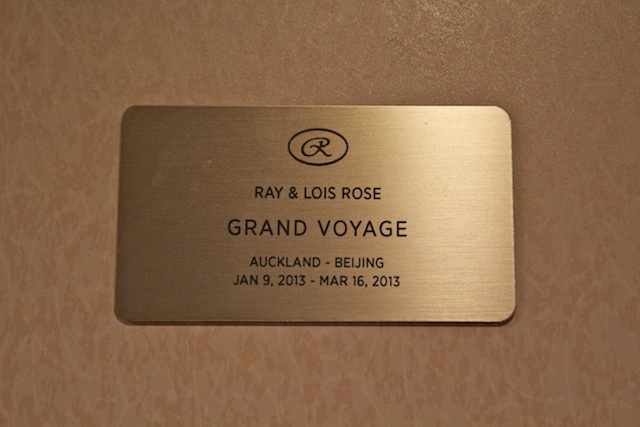 R
RAY & LOIS ROSE
GRAND VOYAGE
AUCKLAND - BEIJING
JAN 9, 2013 - MAR 16, 2013